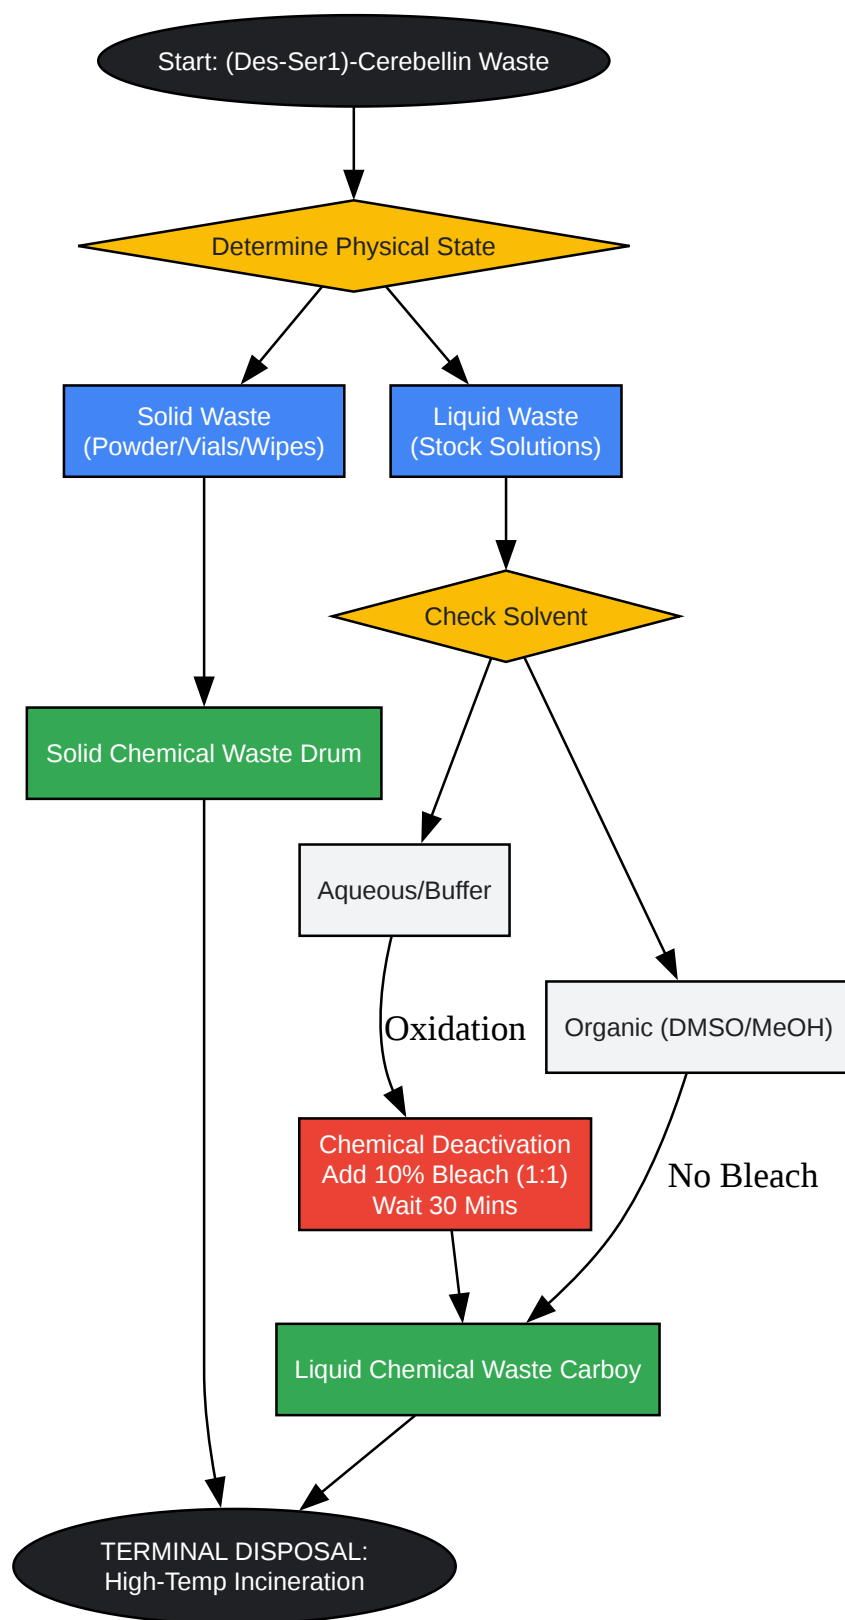 Start: (Des-Ser1)-Cerebellin Waste
Determine Physical State
Solid Waste
(Powder/Vials/Wipes)
Liquid Waste
(Stock Solutions)
Check Solvent
Solid Chemical Waste Drum
Aqueous/Buffer
Organic (DMSO/MeOH)
Oxidation
Chemical Deactivation
Add 10% Bleach (1:1)
Wait 30 Mins
No Bleach
Liquid Chemical Waste Carboy
TERMINAL DISPOSAL:
High-Temp Incineration